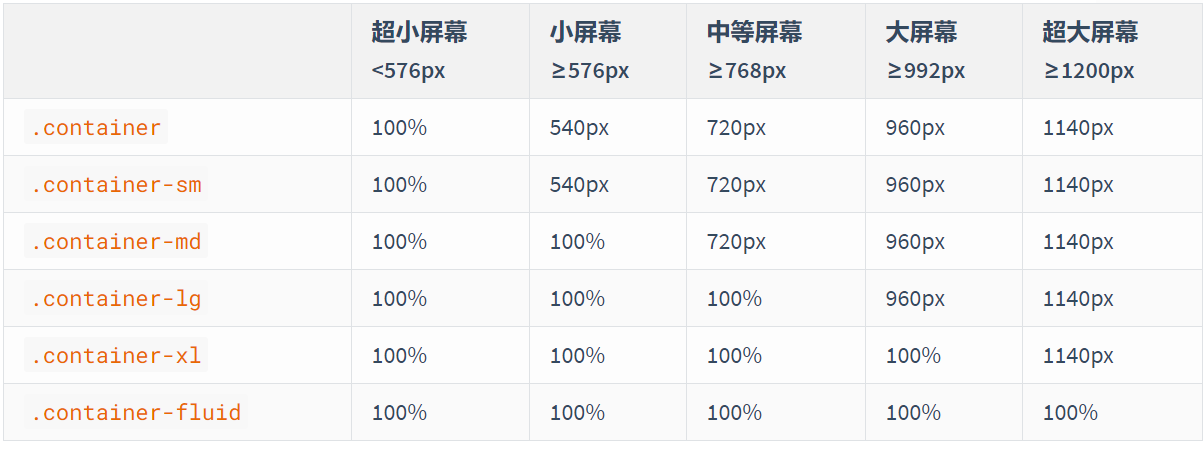 超小屏幕 小屏幕 中等屏幕 大屏幕 超大屏幕
<576px ≥576px ≥768px ≥992px ≥1200px
.container 100% 540px 720px 960px 1140px
.container-sm 100% 540px 720px 960px 1140px
.container-md 100% 100% 720px 960px 1140px
.container-lg 100% 100% 100% 960px 1140px
.container-xl 100% 100% 100% 100% 1140px
.container-fluid 100% 100% 100% 100% 100%